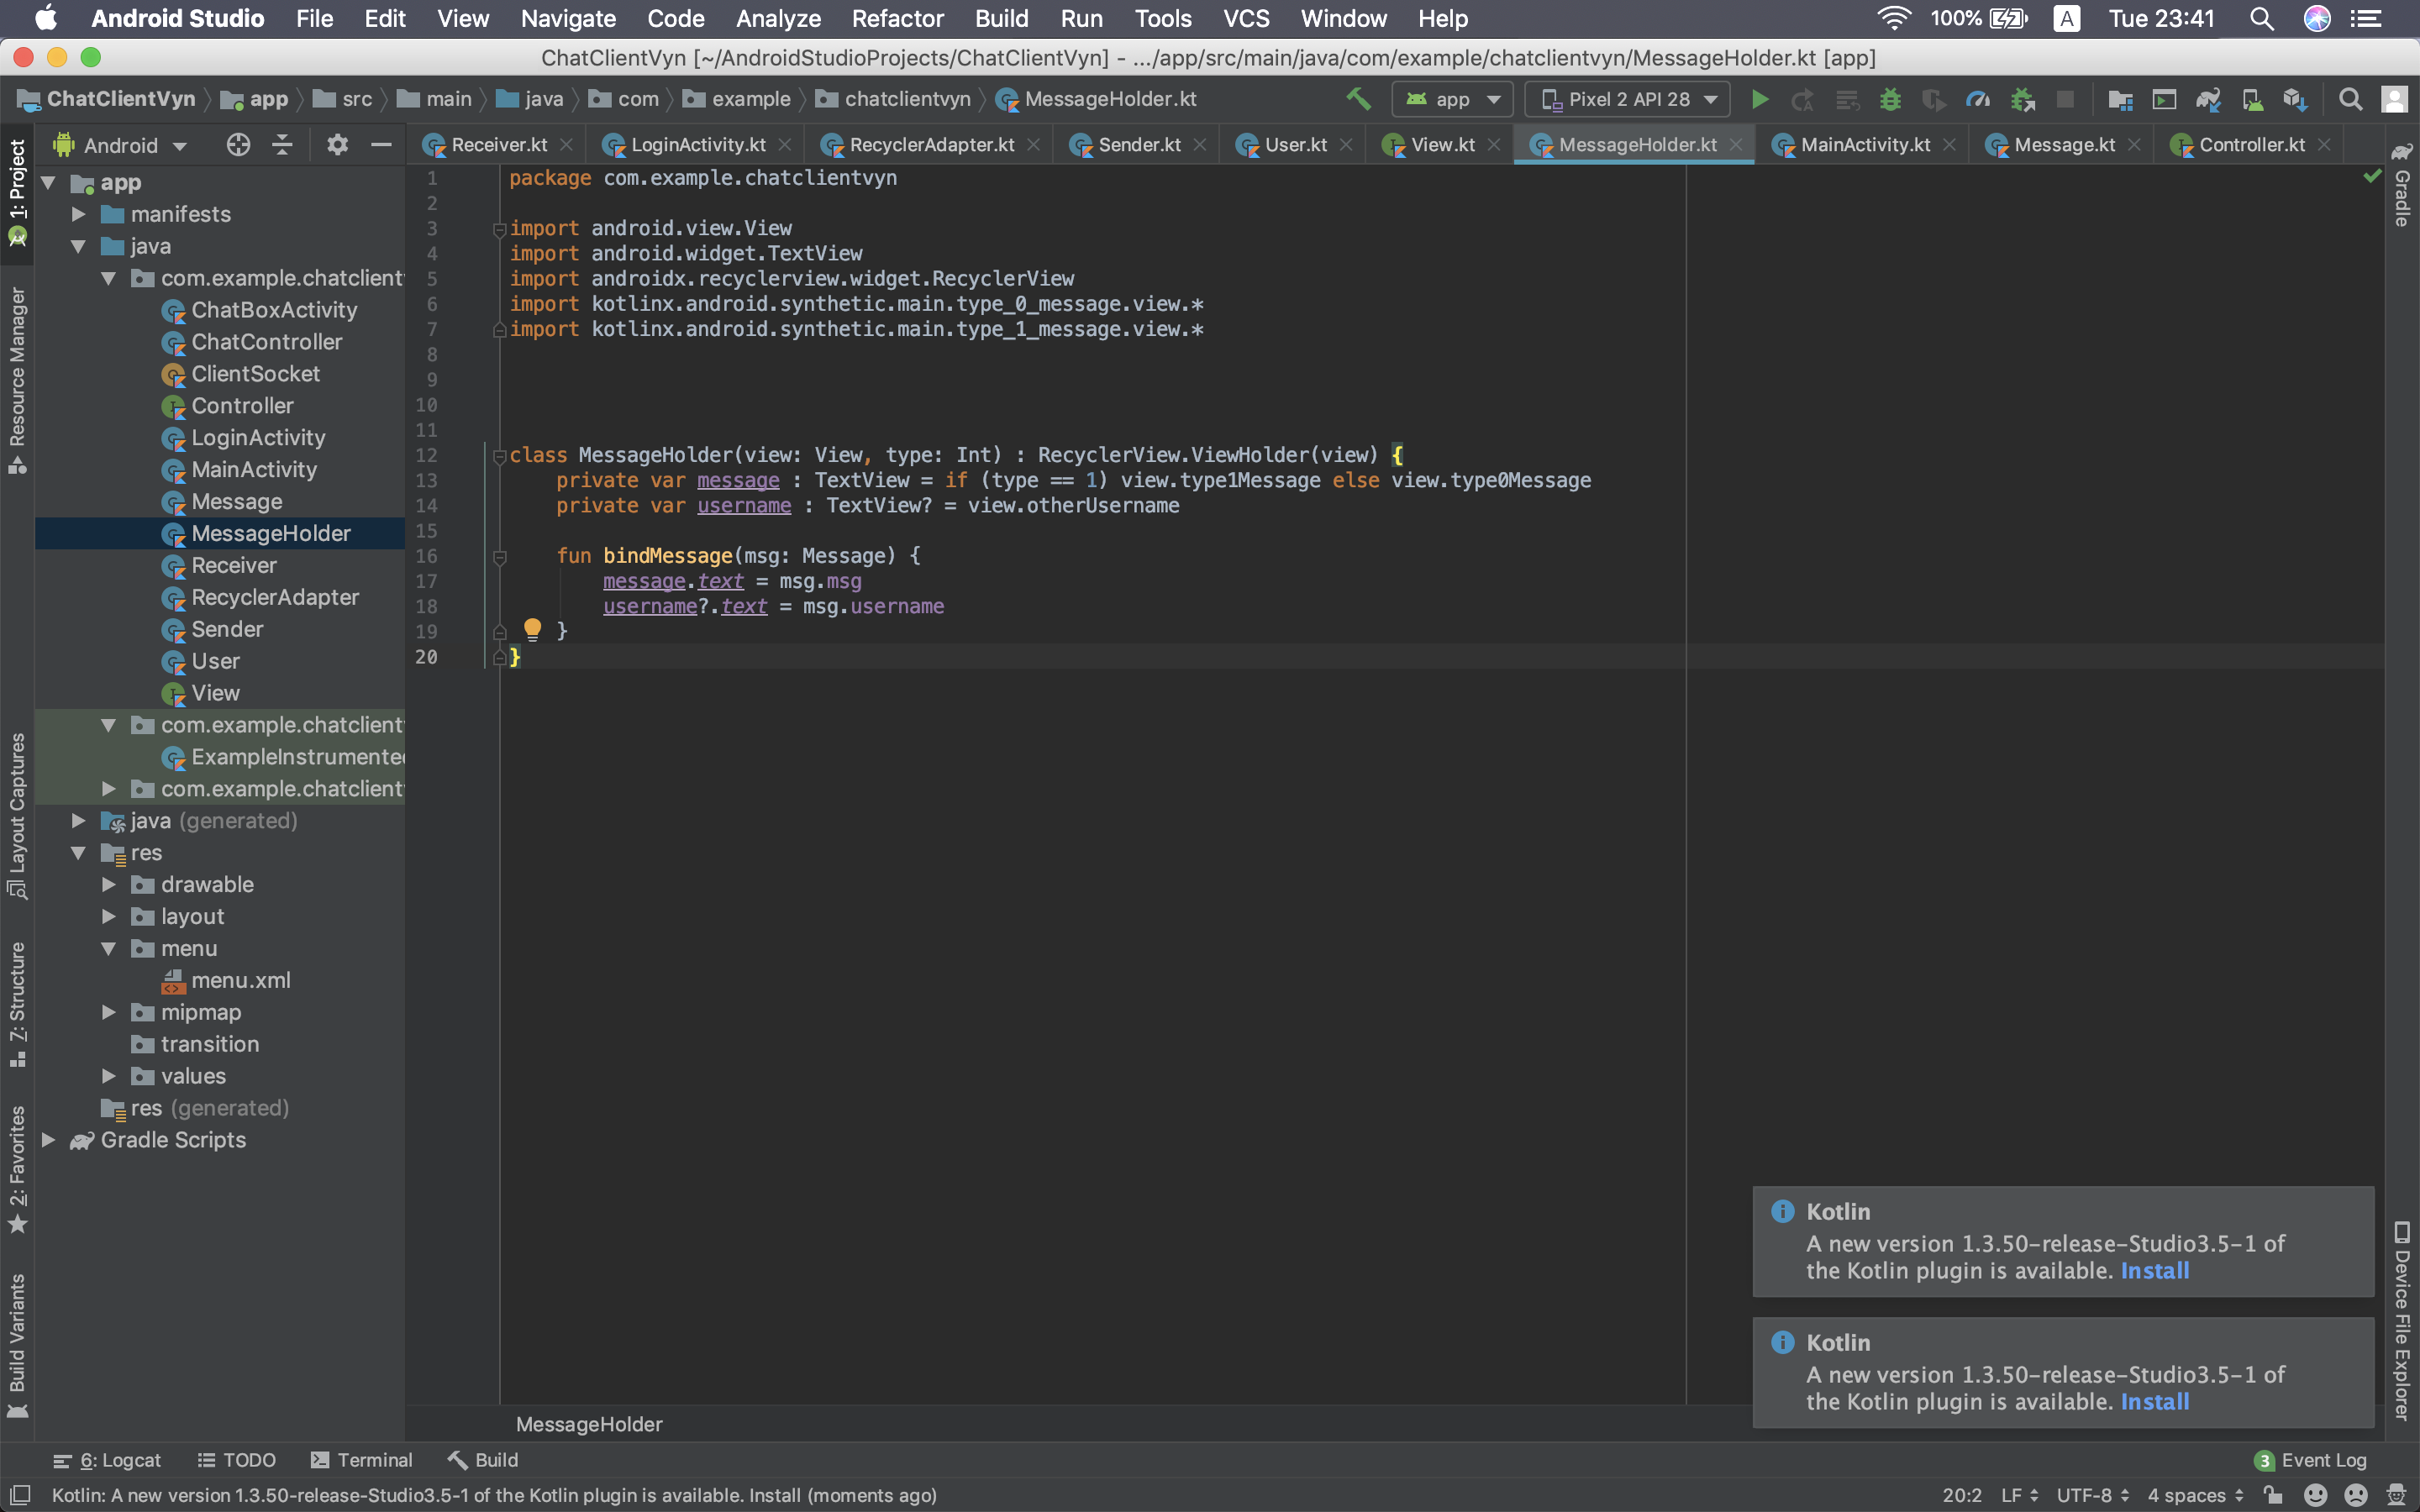 Android Studio File Edit View Navigate Code Analyze Refactor Build Run Tools VCS Window Help 100% A Tue 23:41
ChatClientVyn [~/AndroidStudioProjects/ChatClientVyn] - .../app/src/main/java/com/example/chatclientvyn/MessageHolder.kt [app]
ChatClientVyn app src main java com example chatclientvyn MessageHolder.kt app Pixel 2 API 28
Android
Receiver.kt LoginActivity.kt RecyclerAdapter.kt Sender.kt User.kt View.kt MessageHolder.kt MainActivity.kt Message.kt Controller.kt
1: Project
Resource Manager
Layout Captures
7: Structure
2: Favorites
Build Variants
app
manifests
java
com.example.chatclient
ChatBoxActivity
ChatController
ClientSocket
Controller
LoginActivity
MainActivity
Message
MessageHolder
Receiver
RecyclerAdapter
Sender
User
View
com.example.chatclient
ExampleInstrumente
com.example.chatclient
java (generated)
res
drawable
layout
menu
menu.xml
mipmap
transition
values
res (generated)
Gradle Scripts
1 package com.example.chatclientvyn
2
3 import android.view.View
4 import android.widget.TextView
5 import androidx.recyclerview.widget.RecyclerView
6 import kotlinx.android.synthetic.main.type_0_message.view.*
7 import kotlinx.android.synthetic.main.type_1_message.view.*
8
9
10
11
12 class MessageHolder(view: View, type: Int) : RecyclerView.ViewHolder(view) {
13 private var message : TextView = if (type == 1) view.type1Message else view.type0Message
14 private var username : TextView? = view.otherUsername
15
16 fun bindMessage(msg: Message) {
17 message.text = msg.msg
18 username?.text = msg.username
19 }
20 }
Gradle
Device File Explorer
Kotlin
A new version 1.3.50-release-Studio3.5-1 of
the Kotlin plugin is available. Install
Kotlin
A new version 1.3.50-release-Studio3.5-1 of
the Kotlin plugin is available. Install
MessageHolder
6: Logcat TODO Terminal Build 3 Event Log
Kotlin: A new version 1.3.50-release-Studio3.5-1 of the Kotlin plugin is available. Install (moments ago) 20:2 LF UTF-8 4 spaces